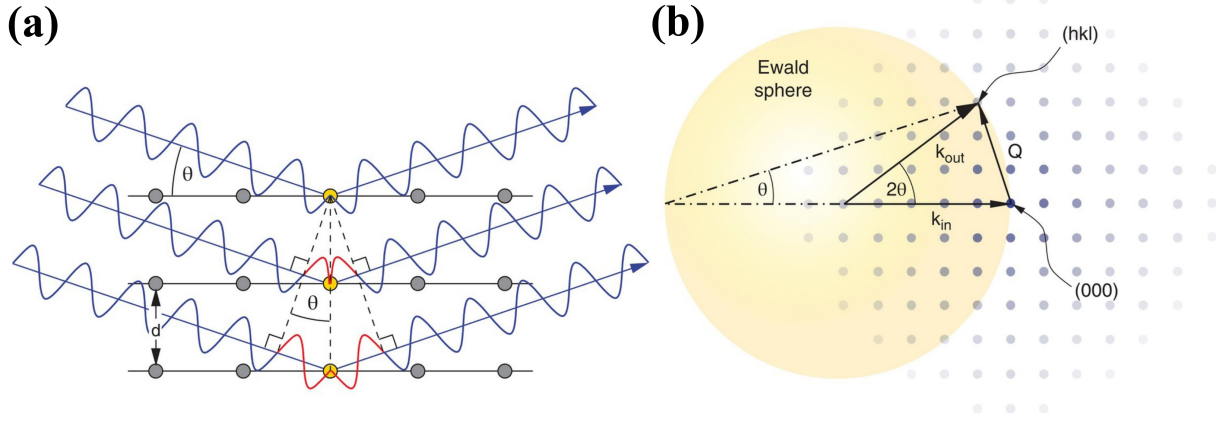 (a)
θ
θ
d
(b)
(hkl)
Ewald
sphere
k_out
Q
θ
2θ
k_in
(000)